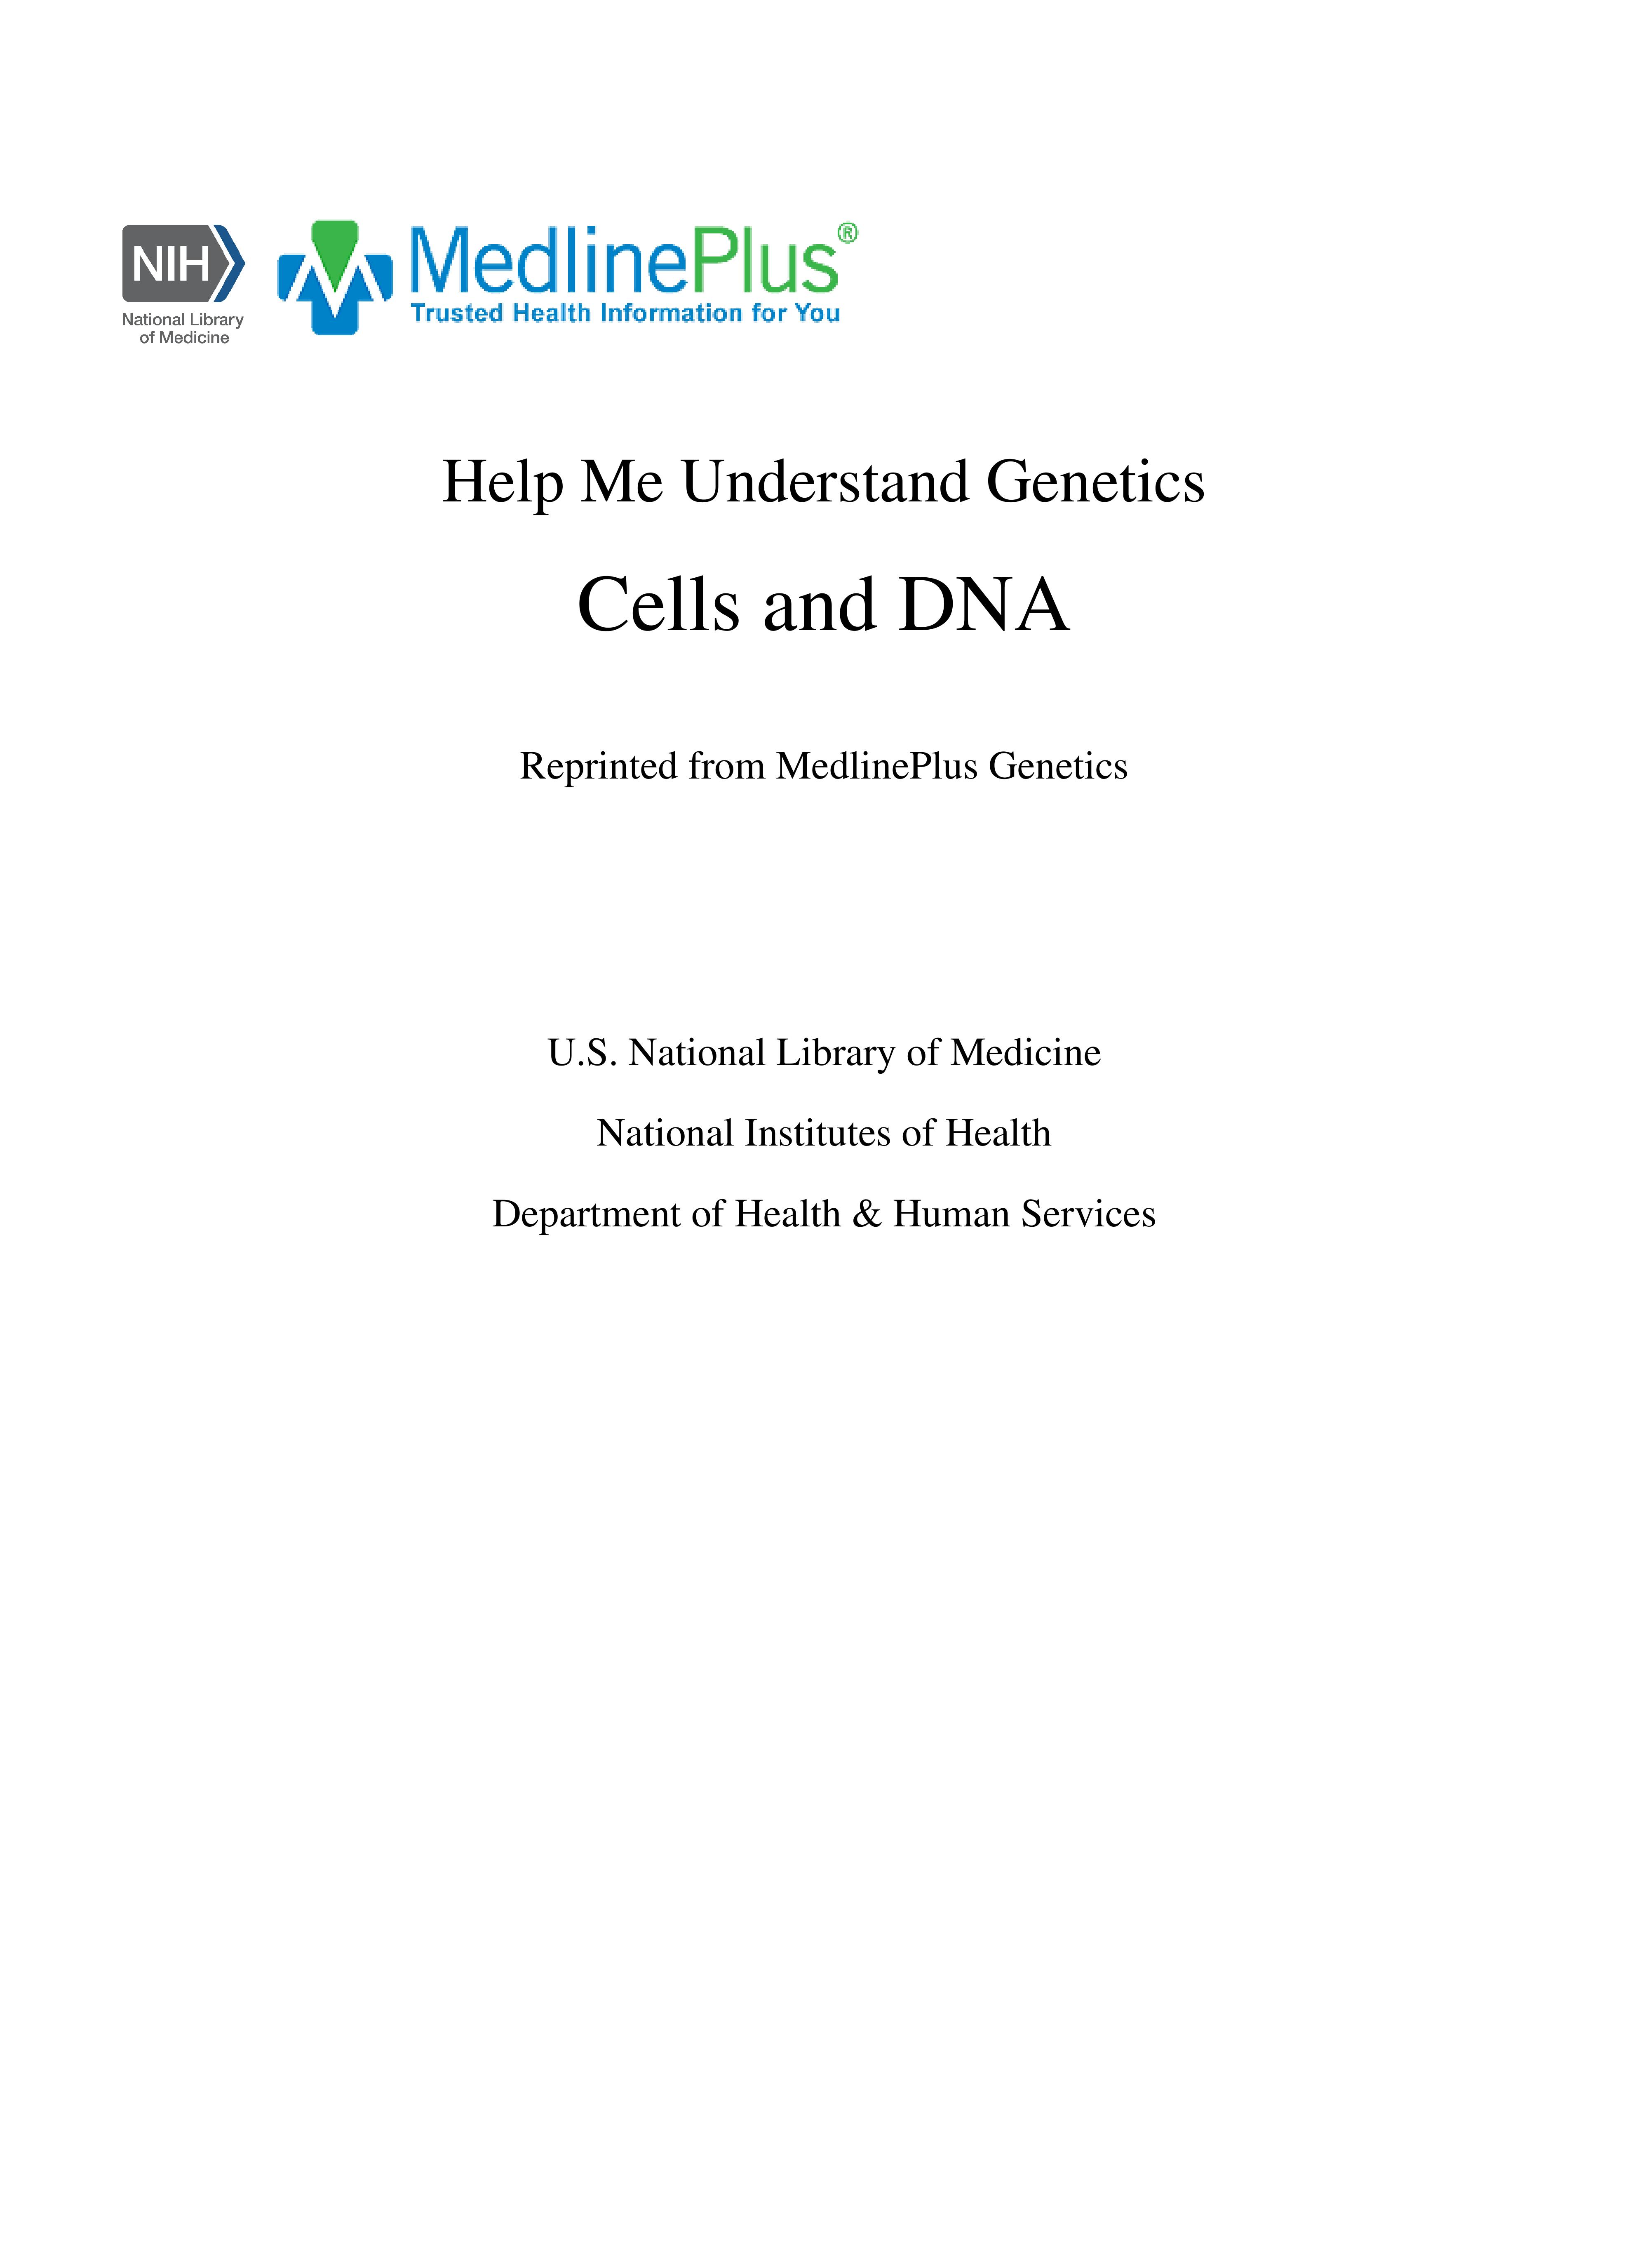 NIH
National Library
of Medicine
MedlinePlus®
Trusted Health Information for You
Help Me Understand Genetics
Cells and DNA
Reprinted from MedlinePlus Genetics
U.S. National Library of Medicine
National Institutes of Health
Department of Health & Human Services